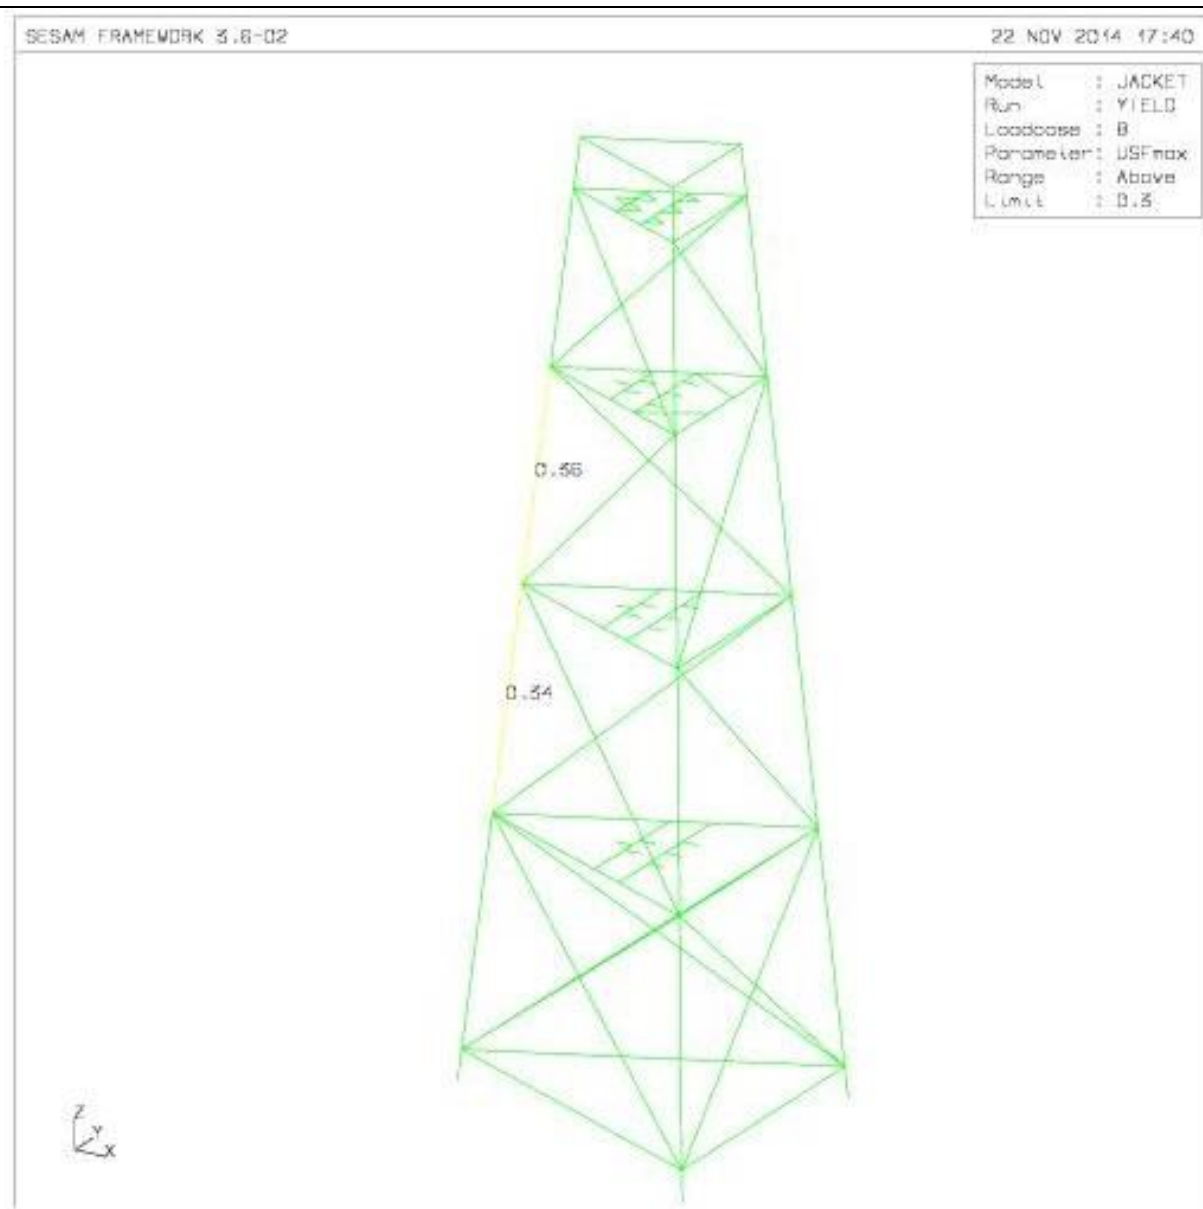 SESAM FRAMEWORK 3.6-02
22 NOV 2014 17:40
Model : JACKET
Run : YIELD
Loadcase : 8
Parameter: USFmax
Range : Above
Limit : 0.3
0.36
0.34
Z
Y
X